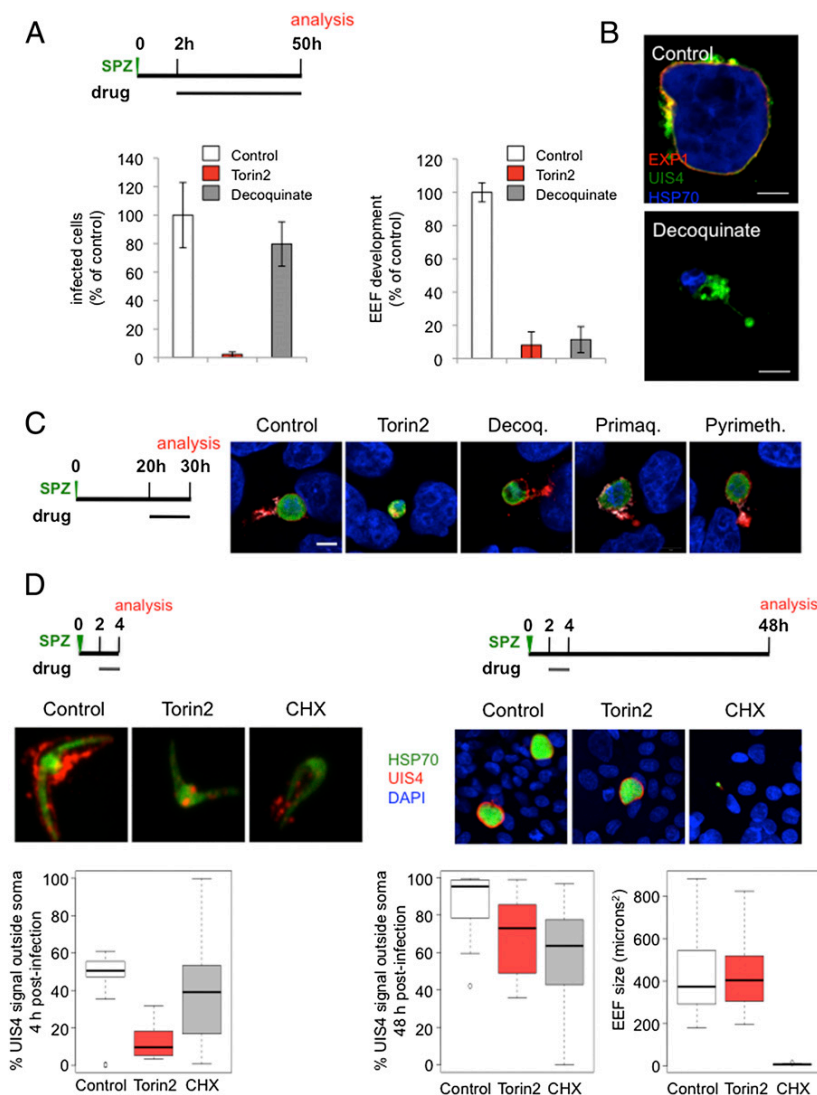 A
analysis
0 2h 50h
SPZ
drug
140
120
100
80
60
40
20
0
infected cells
(% of control)
Control
Torin2
Decoquinate
120
100
80
60
40
20
0
EEF development
(% of control)
Control
Torin2
Decoquinate
B
Control
EXP1
UIS4
HSP70
Decoquinate
C
analysis
0 20h 30h
SPZ
drug
Control Torin2 Decoq. Primaq. Pyrimeth.
D
analysis
0 2 4
SPZ
drug
analysis
0 2 4 48h
SPZ
drug
Control Torin2 CHX
HSP70
UIS4
DAPI
Control Torin2 CHX
% UIS4 signal outside soma
4 h post-infection
100
80
60
40
20
0
Control Torin2 CHX
% UIS4 signal outside soma
48 h post-infection
100
80
60
40
20
0
Control Torin2 CHX
EEF size (microns²)
800
600
400
200
0
Control Torin2 CHX